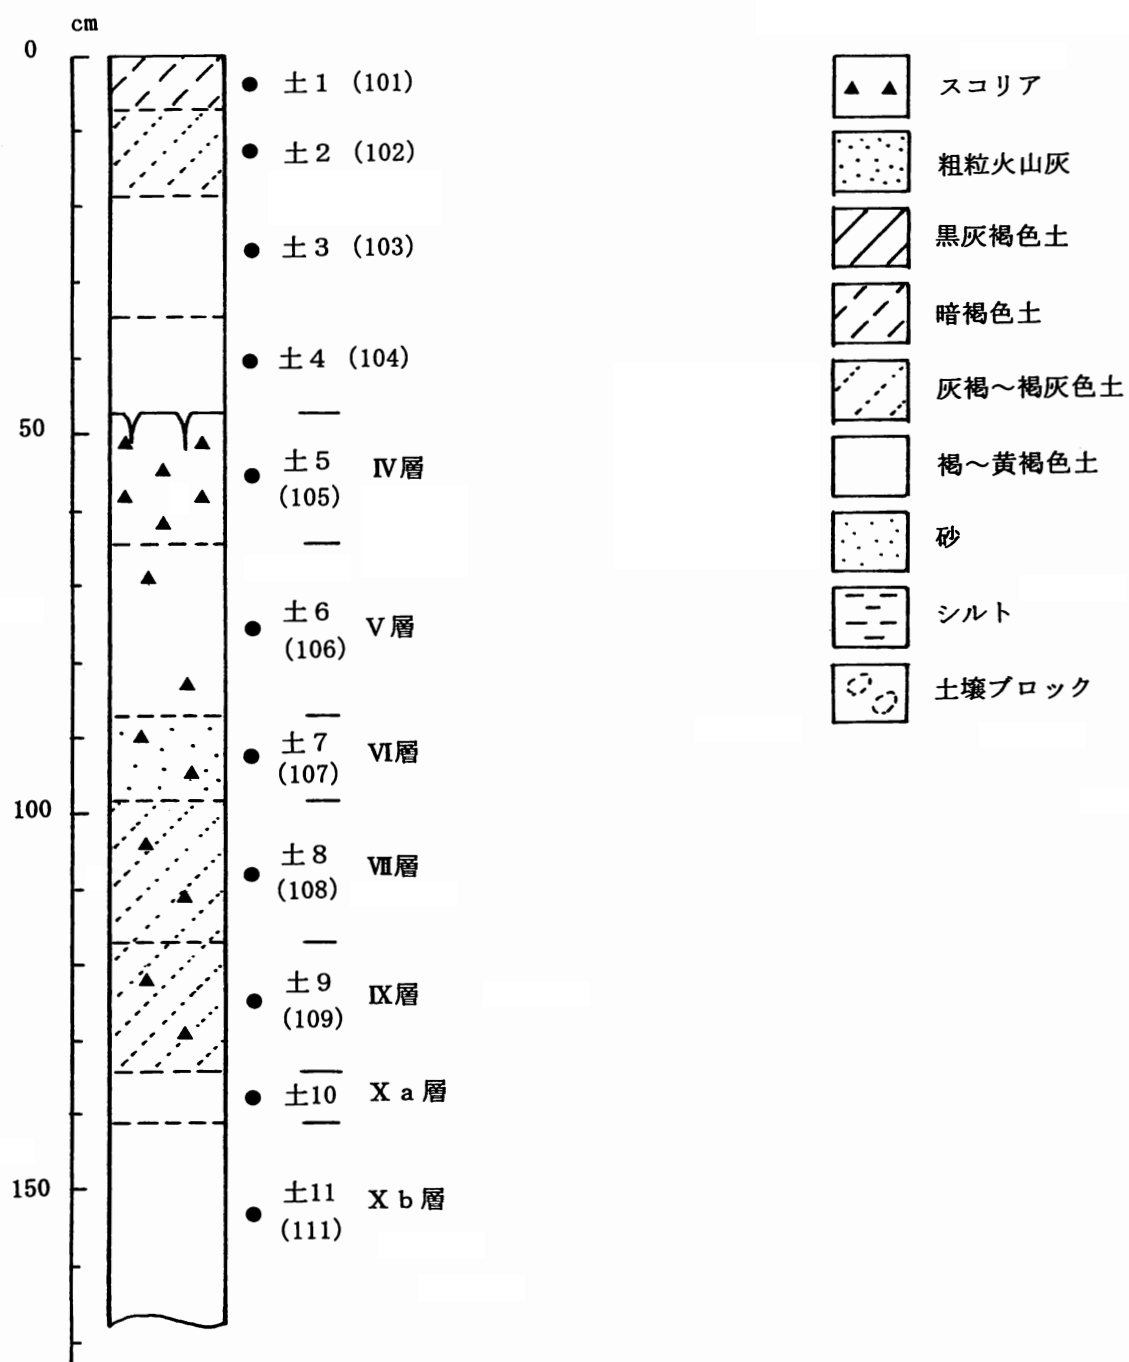 cm
0
50
100
150
土1 (101)
土2 (102)
土3 (103)
土4 (104)
土5
(105)
Ⅳ層
土6
(106)
Ⅴ層
土7
(107)
Ⅵ層
土8
(108)
Ⅶ層
土9
(109)
Ⅸ層
土10
Ⅹa層
土11
(111)
Ⅹb層
スコリア
粗粒火山灰
黒灰褐色土
暗褐色土
灰褐〜褐灰色土
褐〜黄褐色土
砂
シルト
土壌ブロック